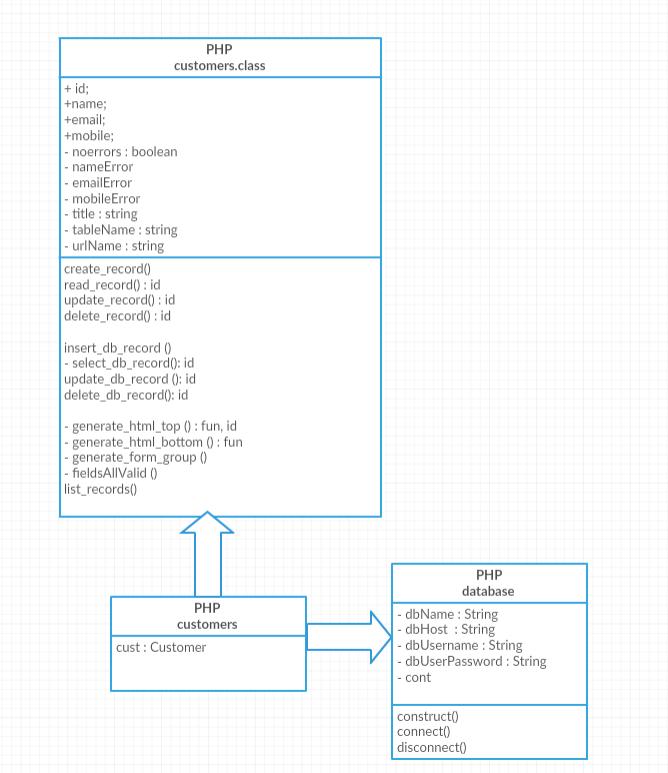 PHP
customers.class
+ id;
+name;
+email;
+mobile;
- noerrors : boolean
- nameError
- emailError
- mobileError
- title : string
- tableName : string
- urlName : string
create_record()
read_record() : id
update_record() : id
delete_record() : id
insert_db_record ()
- select_db_record(): id
update_db_record (): id
delete_db_record(): id
- generate_html_top () : fun, id
- generate_html_bottom () : fun
- generate_form_group ()
- fieldsAllValid ()
list_records()
PHP
customers
cust : Customer
PHP
database
- dbName : String
- dbHost  : String
- dbUsername : String
- dbUserPassword : String
- cont
construct()
connect()
disconnect()